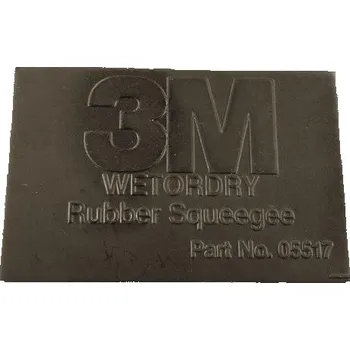 3M
WETORDRY
Rubber Squeegee
Part No. 05517